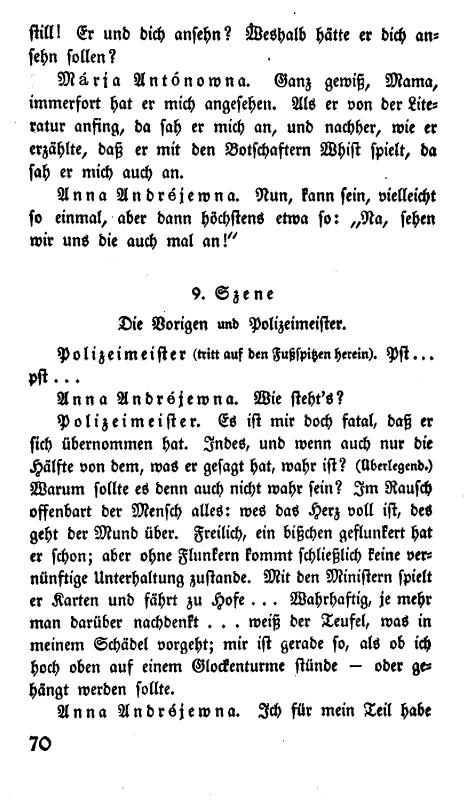 still! Er und dich ansehn? Weshalb hätte er dich an-
sehn sollen?
Márja Antónowna. Ganz gewiß, Mama,
immerfort hat er mich angesehen. Als er von der Lite-
ratur anfing, da sah er mich an, und nachher, wie er
erzählte, daß er mit den Botschaftern Whist spielt, da
sah er mich auch an.
Anna Andréjewna. Nun, kann sein, vielleicht
so einmal, aber dann höchstens etwa so: „Na, sehen
wir uns die auch mal an!“
9. Szene
Die Vorigen und Polizeimeister.
Polizeimeister (tritt auf den Fußspitzen herein). Pst...
pst...
Anna Andréjewna. Wie steht's?
Polizeimeister. Es ist mir doch fatal, daß er
sich übernommen hat. Indes, und wenn auch nur die
Hälfte von dem, was er gesagt hat, wahr ist? (Überlegend.)
Warum sollte es denn auch nicht wahr sein? Im Rausch
offenbart der Mensch alles: wes das Herz voll ist, des
geht der Mund über. Freilich, ein bißchen geflunkert hat
er schon; aber ohne Flunkern kommt schließlich keine ver-
nünftige Unterhaltung zustande. Mit den Ministern spielt
er Karten und fährt zu Hofe... Wahrhaftig, je mehr
man darüber nachdenkt... weiß der Teufel, was in
meinem Schädel vorgeht; mir ist gerade so, als ob ich
hoch oben auf einem Glockenturme stünde — oder ge-
hängt werden sollte.
Anna Andréjewna. Ich für mein Teil habe
70